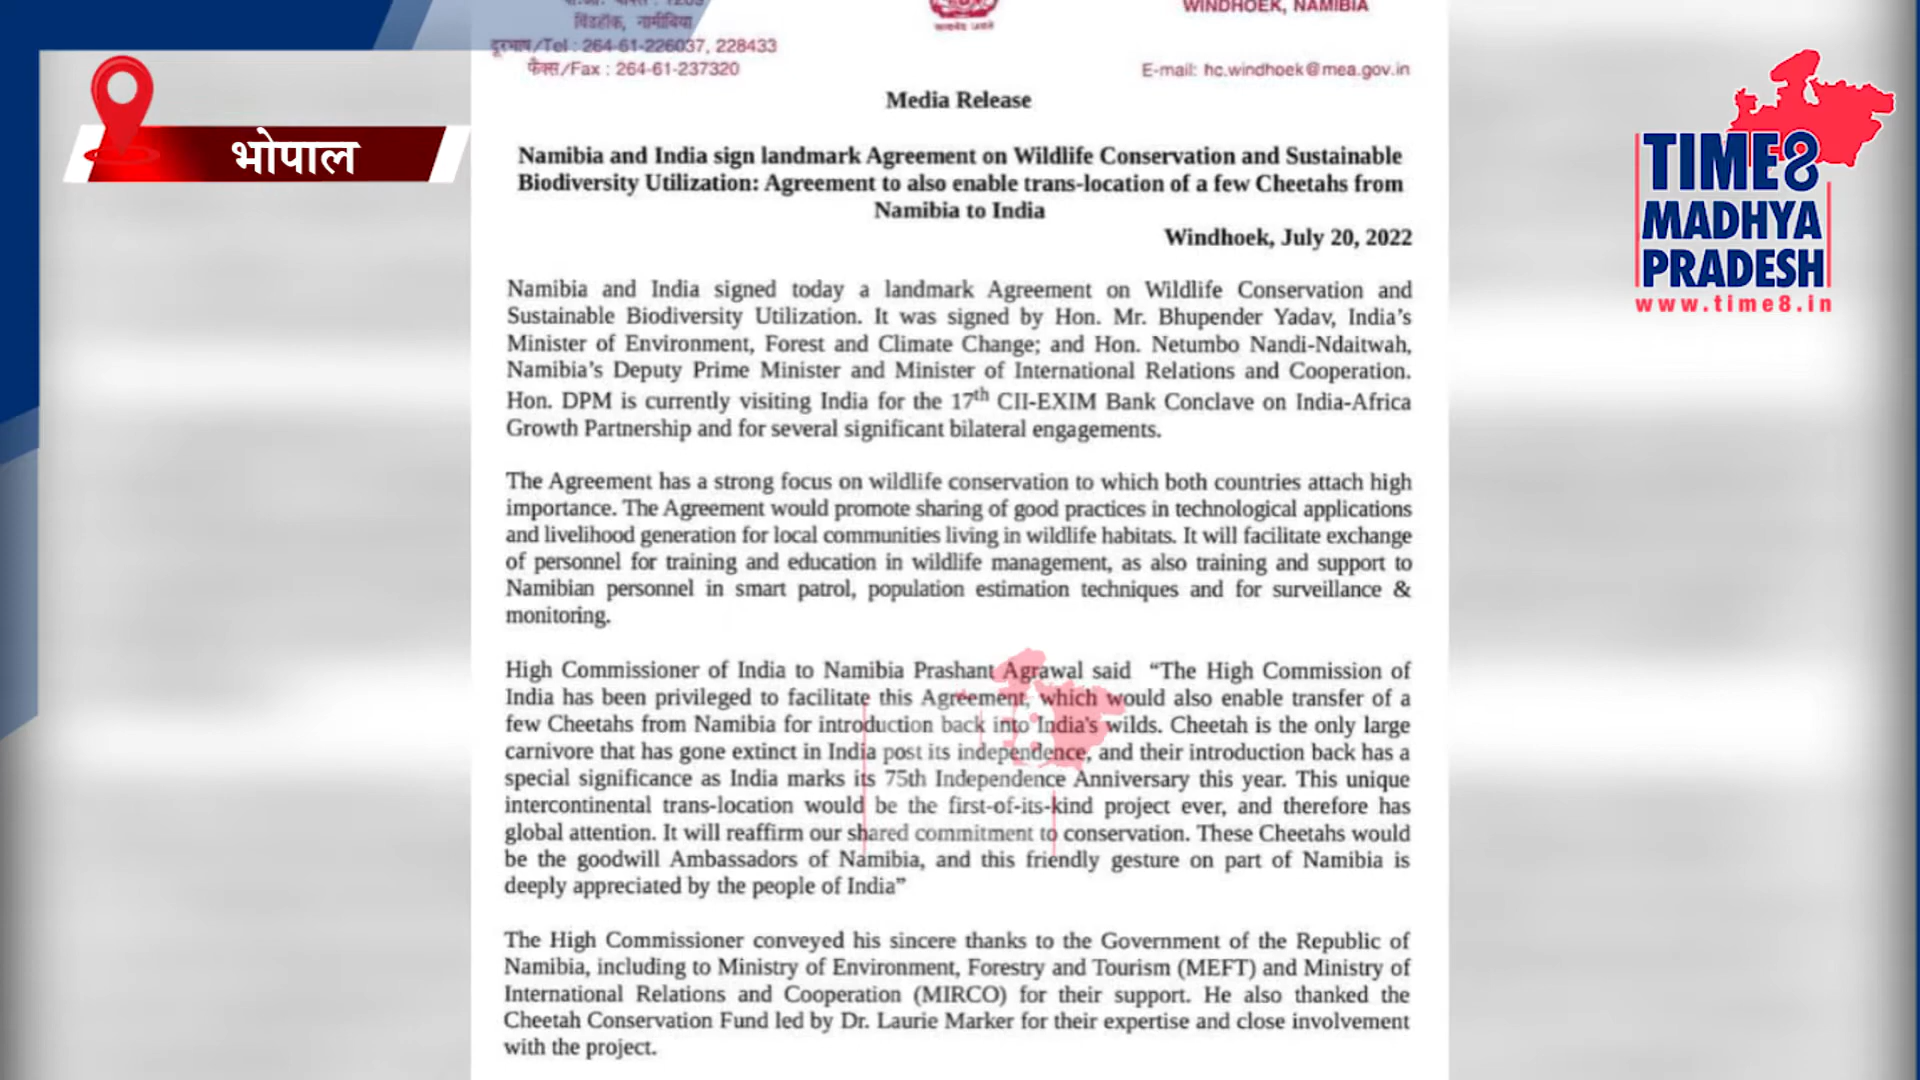 विंडहॉक, नामीबिया
दूरभाष/Tel : 264-61-226037, 228433
फैक्स/Fax : 264-61-237320
सत्यमेव जयते
WINDHOEK, NAMIBIA
E-mail: hc.windhoek@mea.gov.in
भोपाल
TIME8
MADHYA
PRADESH
www.time8.in
Media Release
Namibia and India sign landmark Agreement on Wildlife Conservation and Sustainable
Biodiversity Utilization: Agreement to also enable trans-location of a few Cheetahs from
Namibia to India
Windhoek, July 20, 2022
Namibia and India signed today a landmark Agreement on Wildlife Conservation and
Sustainable Biodiversity Utilization. It was signed by Hon. Mr. Bhupender Yadav, India's
Minister of Environment, Forest and Climate Change; and Hon. Netumbo Nandi-Ndaitwah,
Namibia's Deputy Prime Minister and Minister of International Relations and Cooperation.
Hon. DPM is currently visiting India for the 17th CII-EXIM Bank Conclave on India-Africa
Growth Partnership and for several significant bilateral engagements.
The Agreement has a strong focus on wildlife conservation to which both countries attach high
importance. The Agreement would promote sharing of good practices in technological applications
and livelihood generation for local communities living in wildlife habitats. It will facilitate exchange
of personnel for training and education in wildlife management, as also training and support to
Namibian personnel in smart patrol, population estimation techniques and for surveillance &
monitoring.
High Commissioner of India to Namibia Prashant Agrawal said “The High Commission of
India has been privileged to facilitate this Agreement, which would also enable transfer of a
few Cheetahs from Namibia for introduction back into India's wilds. Cheetah is the only large
carnivore that has gone extinct in India post its independence, and their introduction back has a
special significance as India marks its 75th Independence Anniversary this year. This unique
intercontinental trans-location would be the first-of-its-kind project ever, and therefore has
global attention. It will reaffirm our shared commitment to conservation. These Cheetahs would
be the goodwill Ambassadors of Namibia, and this friendly gesture on part of Namibia is
deeply appreciated by the people of India”
The High Commissioner conveyed his sincere thanks to the Government of the Republic of
Namibia, including to Ministry of Environment, Forestry and Tourism (MEFT) and Ministry of
International Relations and Cooperation (MIRCO) for their support. He also thanked the
Cheetah Conservation Fund led by Dr. Laurie Marker for their expertise and close involvement
with the project.